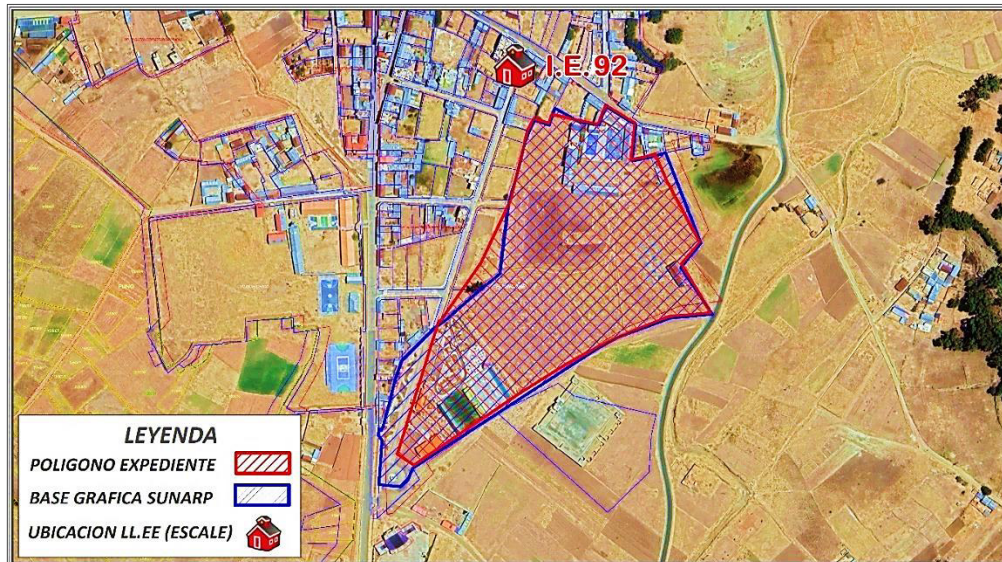 I.E. 92
LEYENDA
POLIGONO EXPEDIENTE
BASE GRAFICA SUNARP
UBICACION LL.EE (ESCALE)